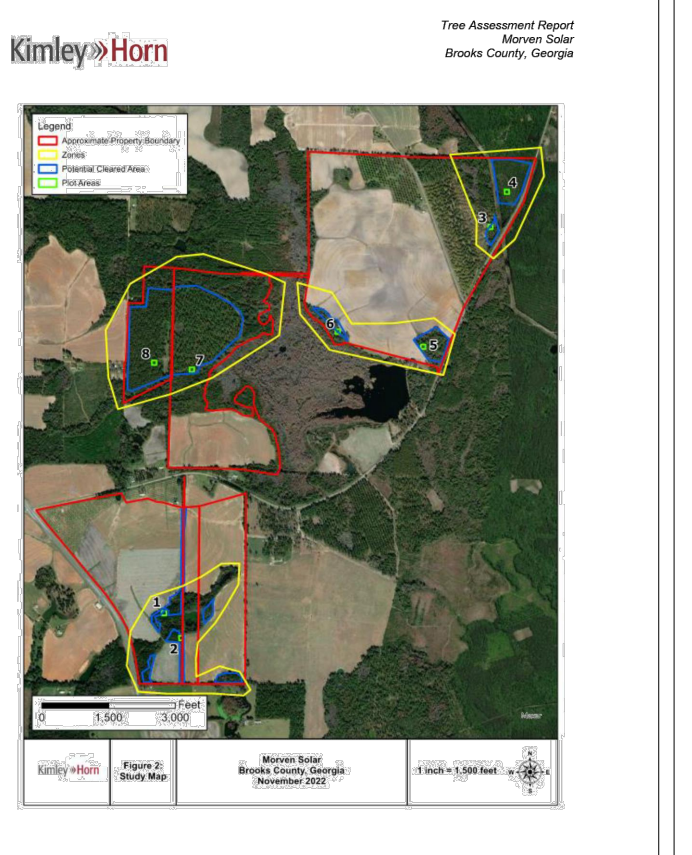 Kimley»Horn
Tree Assessment Report
Morven Solar
Brooks County, Georgia
Legend
Approximate Property Boundary
Zones
Potential Cleared Area
Plot Areas
4
3
6
5
8
7
1
2
Feet
0 1,500 3,000
Kimley»Horn
Figure 2:
Study Map
Morven Solar
Brooks County, Georgia
November 2022
1 inch = 1,500 feet
N
W E
S